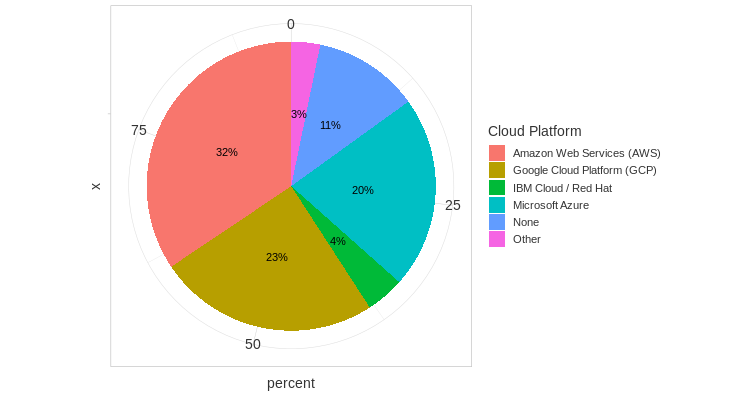 0
3%
11%
75
32%
20%
25
4%
23%
50
x
percent
Cloud Platform
Amazon Web Services (AWS)
Google Cloud Platform (GCP)
IBM Cloud / Red Hat
Microsoft Azure
None
Other